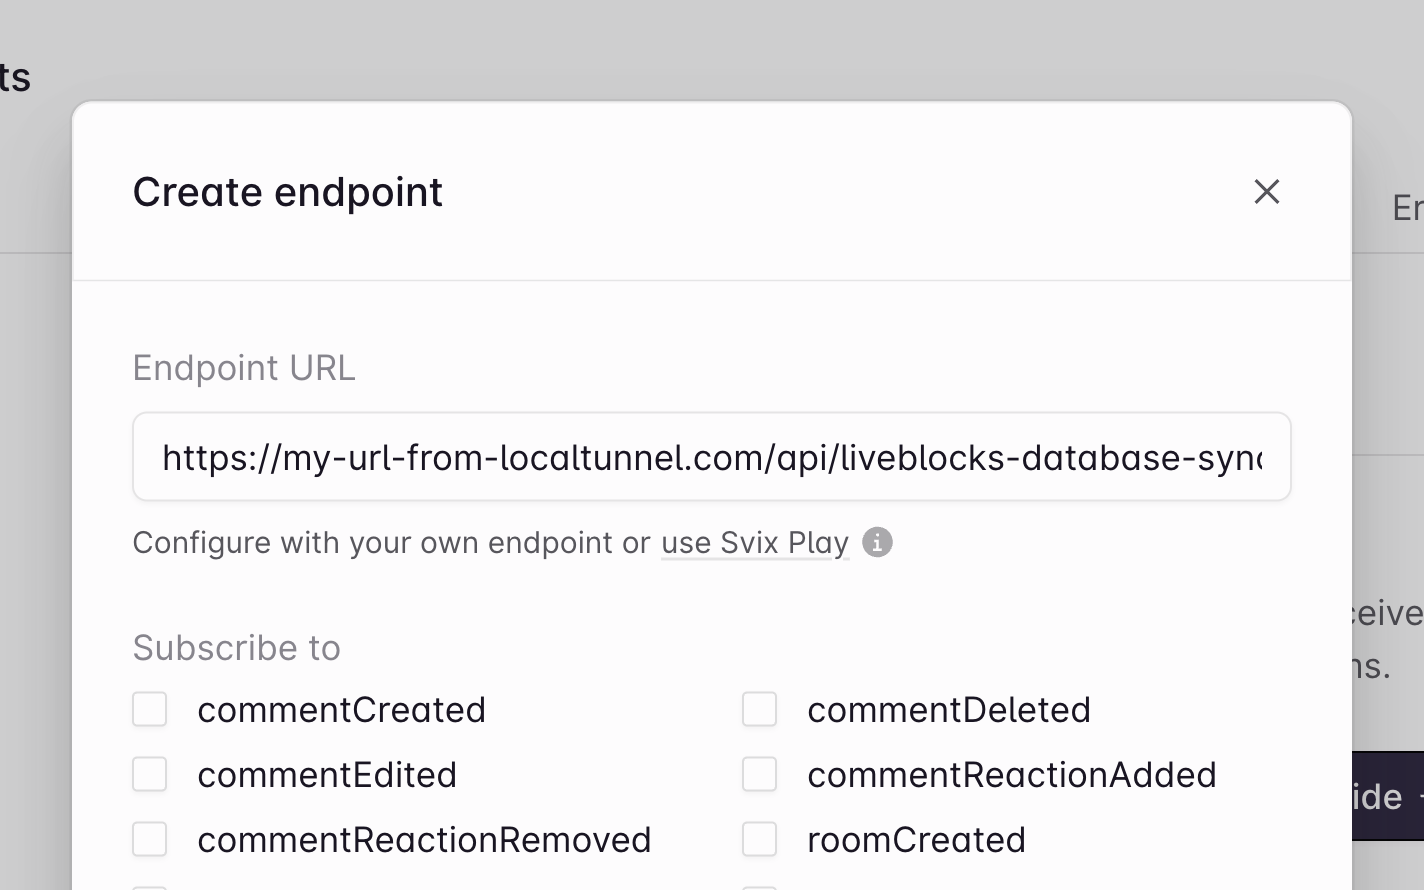 ts
Create endpoint
Endpoint URL
https://my-url-from-localtunnel.com/api/liveblocks-database-sync
Configure with your own endpoint or use Svix Play
Subscribe to
commentCreated
commentDeleted
commentEdited
commentReactionAdded
commentReactionRemoved
roomCreated
Er
ceive
ns.
ide